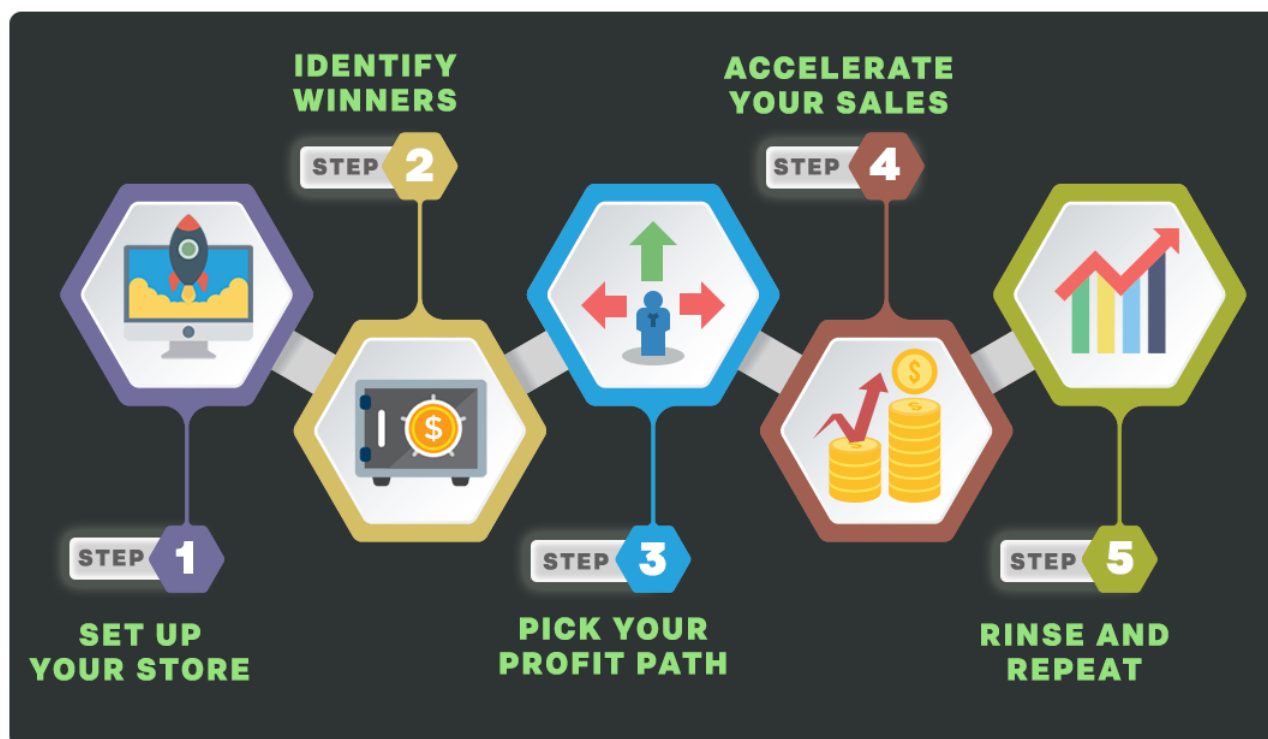 STEP 1
SET UP
YOUR STORE
IDENTIFY
WINNERS
STEP 2
$
STEP 3
PICK YOUR
PROFIT PATH
ACCELERATE
YOUR SALES
STEP 4
$
$
$
STEP 5
RINSE AND
REPEAT